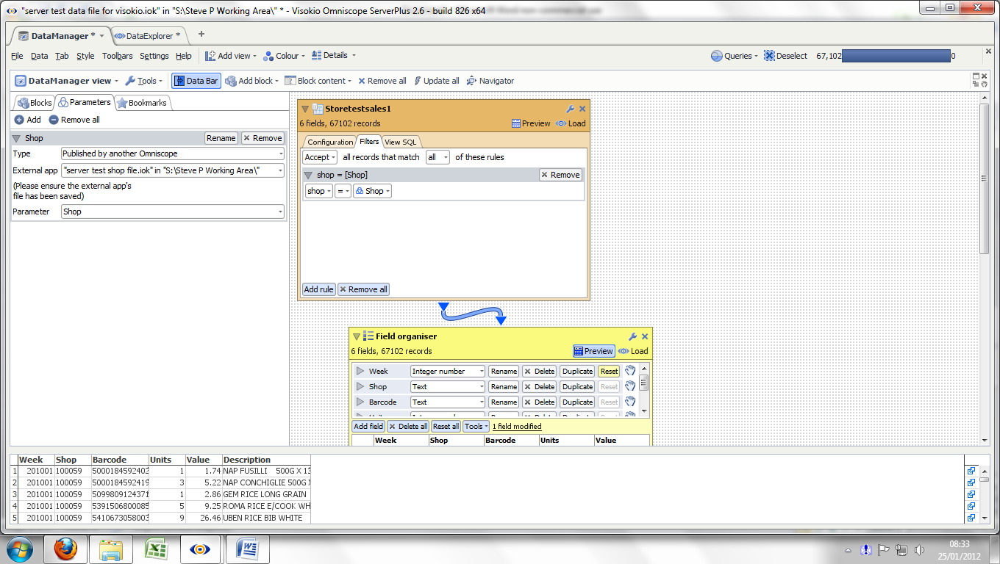 "server test data file for visokio.iok" in "S:\Steve P Working Area\" * - Visokio Omniscope ServerPlus 2.6 - build 826 x64
DataManager * DataExplorer * +
File Data Tab Style Toolbars Settings Help Add view Colour Details Queries Deselect 67,102 0
DataManager view Tools Data Bar Add block Block content Remove all Update all Navigator
Blocks Parameters Bookmarks
Add Remove all
Shop Rename Remove
Type Published by another Omniscope
External app "server test shop file.iok" in "S:\Steve P Working Area\"
(Please ensure the external app's
file has been saved)
Parameter Shop
Storetestsales1
6 fields, 67102 records Preview Load
Configuration Filters View SQL
Accept all records that match all of these rules
shop = [Shop] Remove
shop = Shop
Add rule Remove all
Field organiser
6 fields, 67102 records Preview Load
Week Integer number Rename Delete Duplicate Reset
Shop Text Rename Delete Duplicate Reset
Barcode Text Rename Delete Duplicate Reset
Add field Delete all Reset all Tools 1 field modified
Week Shop Barcode Units Value
Week Shop Barcode Units Value Description
1 201001 100059 5000184592402 1 1.74 NAP FUSILLI 500G X 12
2 201001 100059 5000184592419 3 5.22 NAP CONCHIGLIE 500G X
3 201001 100059 5099809124371 1 2.86 GEM RICE LONG GRAIN
4 201001 100059 5391506800085 5 9.25 ROMA RICE E/COOK WH
5 201001 100059 5410673058003 9 26.46 UBEN RICE BIB WHITE
08:33
25/01/2012